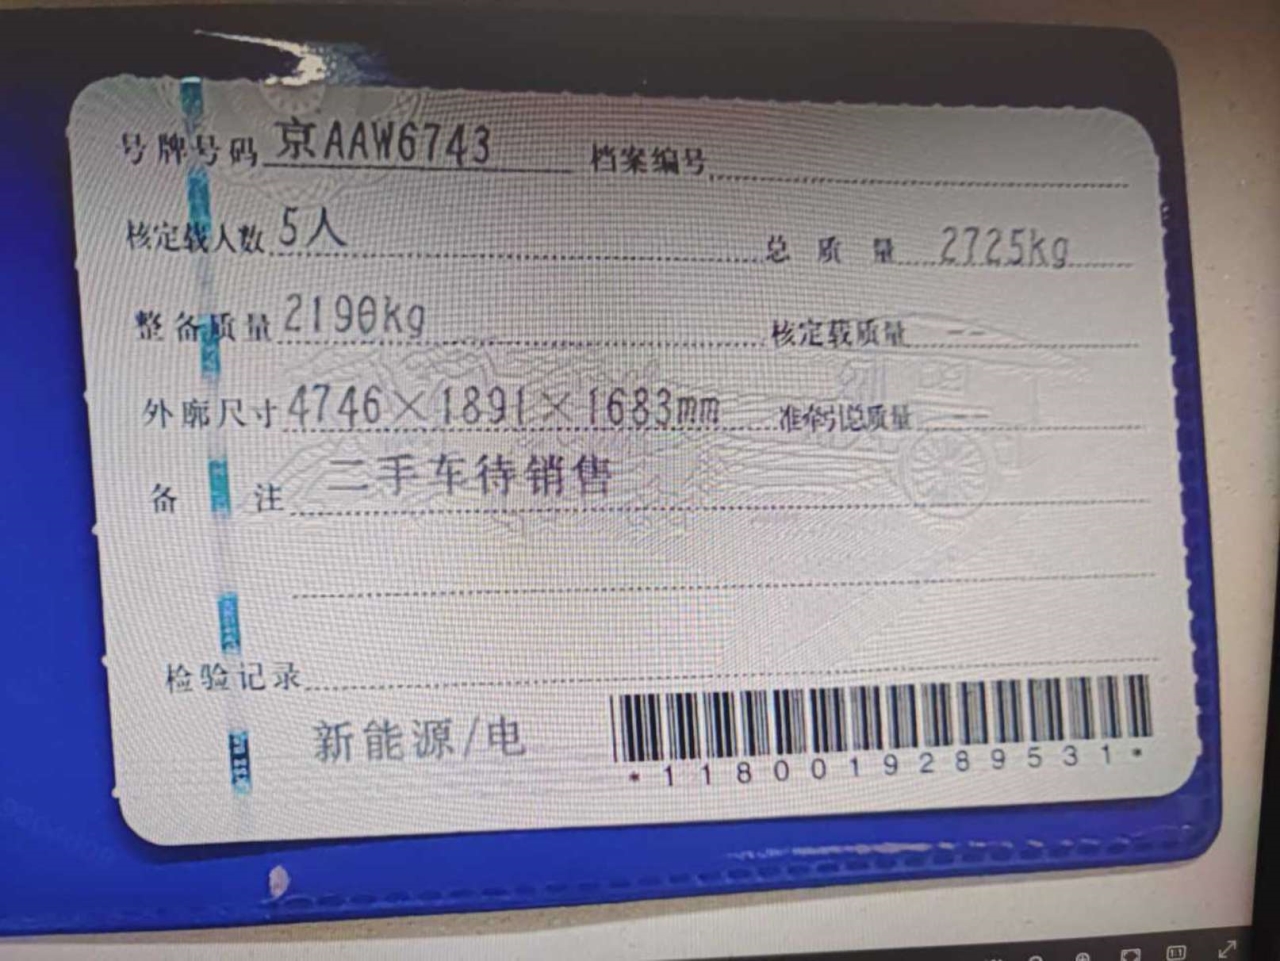 号牌号码 京AAW6743 档案编号
核定载人数 5人 总质量 2725kg
整备质量 2190kg 核定载质量 --
外廓尺寸 4746×1891×1683mm 准牵引总质量 --
备注 二手车待销售
检验记录
新能源/电
*1180019289531*